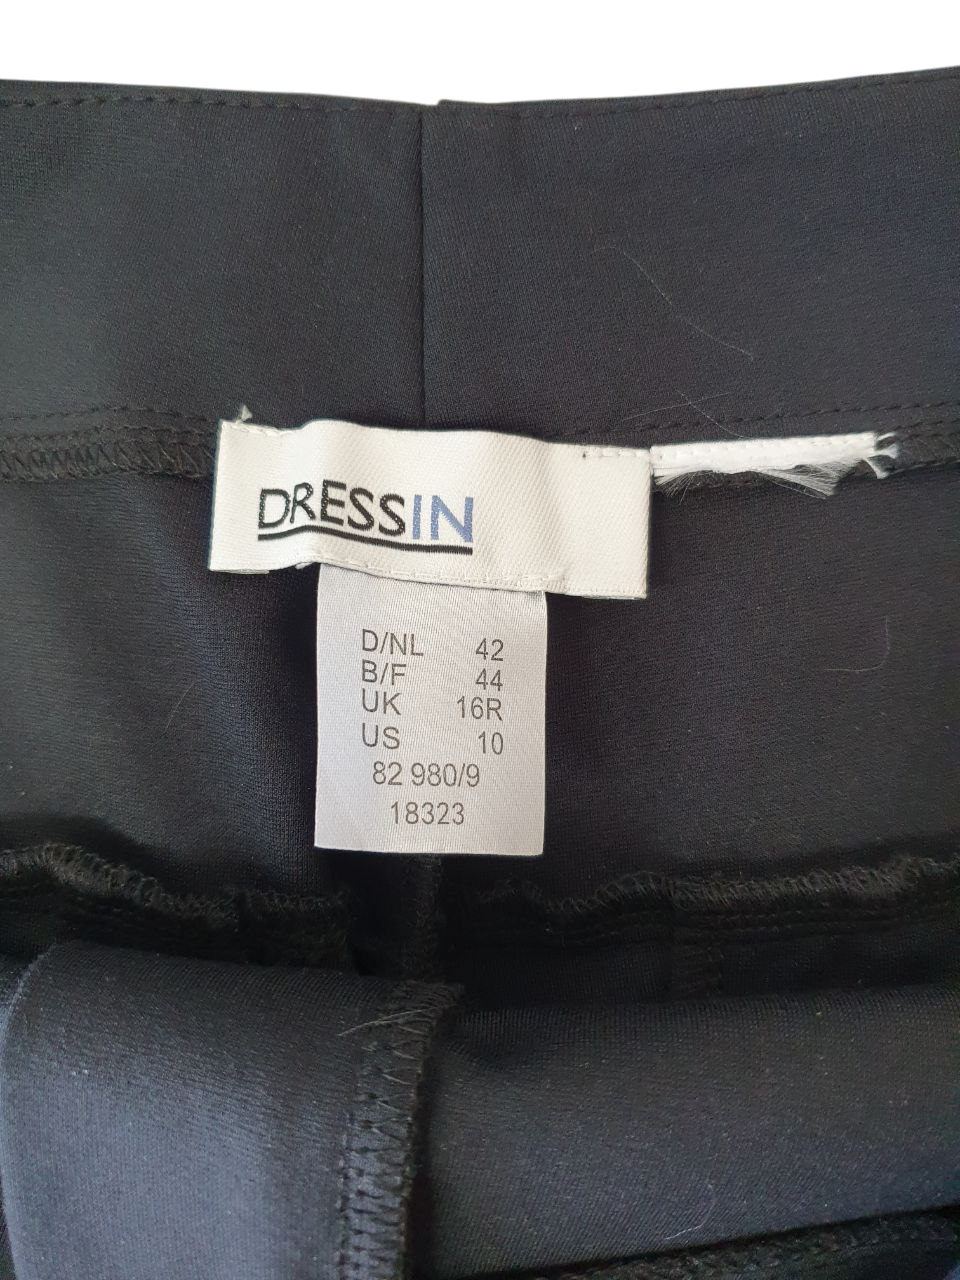 DRESSIN
D/NL 42
B/F 44
UK 16R
US 10
82 980/9
18323